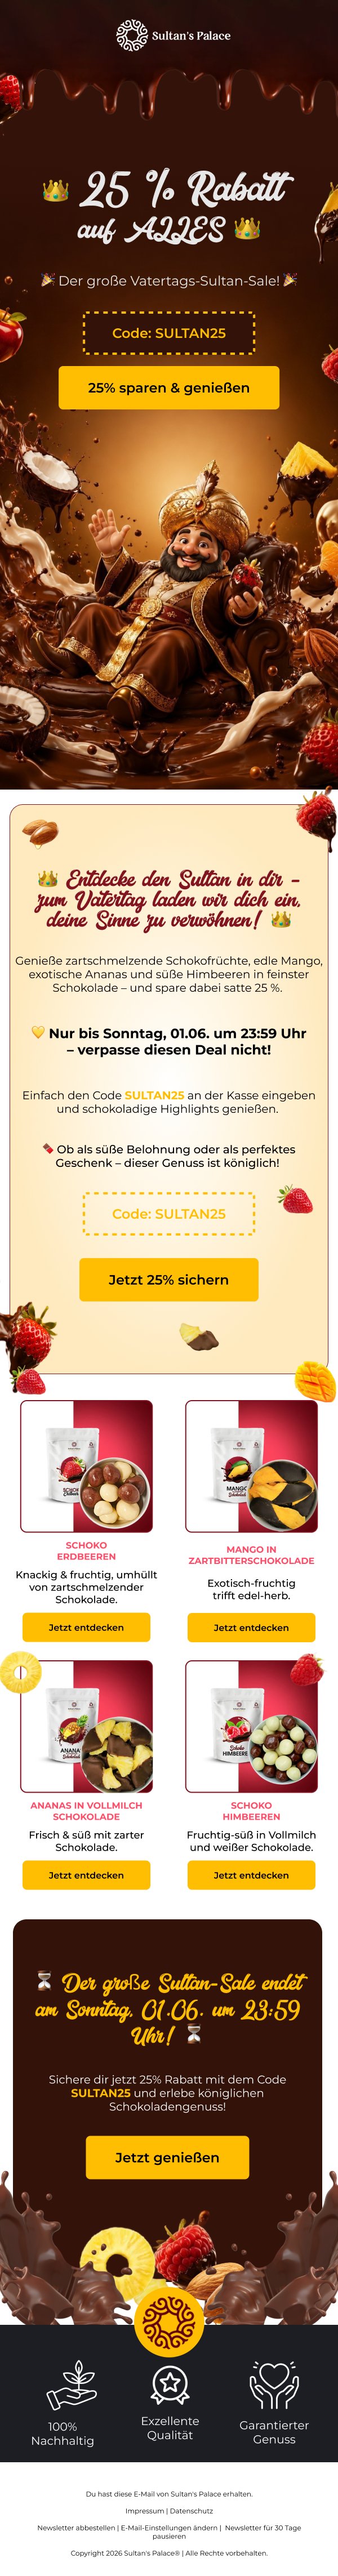 Sultan's Palace
👑 25 % Rabatt
auf ALLES 👑
🎉 Der große Vatertags-Sultan-Sale! 🎉
Code: SULTAN25
25% sparen & genießen
👑 Entdecke den Sultan in dir –
zum Vatertag laden wir dich ein,
deine Sinne zu verwöhnen! 👑
Genieße zartschmelzende Schokofrüchte, edle Mango,
exotische Ananas und süße Himbeeren in feinster
Schokolade – und spare dabei satte 25 %.
💛 Nur bis Sonntag, 01.06. um 23:59 Uhr
– verpasse diesen Deal nicht!
Einfach den Code SULTAN25 an der Kasse eingeben
und schokoladige Highlights genießen.
🍫 Ob als süße Belohnung oder als perfektes
Geschenk – dieser Genuss ist königlich!
Code: SULTAN25
Jetzt 25% sichern
SCHOKO
ERDBEEREN
Knackig & fruchtig, umhüllt
von zartschmelzender
Schokolade.
Jetzt entdecken
MANGO IN
ZARTBITTERSCHOKOLADE
Exotisch-fruchtig
trifft edel-herb.
Jetzt entdecken
ANANAS IN VOLLMILCH
SCHOKOLADE
Frisch & süß mit zarter
Schokolade.
Jetzt entdecken
Schoko
HIMBEERE
SCHOKO
HIMBEEREN
Fruchtig-süß in Vollmilch
und weißer Schokolade.
Jetzt entdecken
⏳ Der große Sultan-Sale endet
am Sonntag, 01.06. um 23:59
Uhr! ⏳
Sichere dir jetzt 25% Rabatt mit dem Code
SULTAN25 und erlebe königlichen
Schokoladengenuss!
Jetzt genießen
100%
Nachhaltig
Exzellente
Qualität
Garantierter
Genuss
Du hast diese E-Mail von Sultan's Palace erhalten.
Impressum | Datenschutz
Newsletter abbestellen | E-Mail-Einstellungen ändern | Newsletter für 30 Tage
pausieren
Copyright 2026 Sultan's Palace® | Alle Rechte vorbehalten.